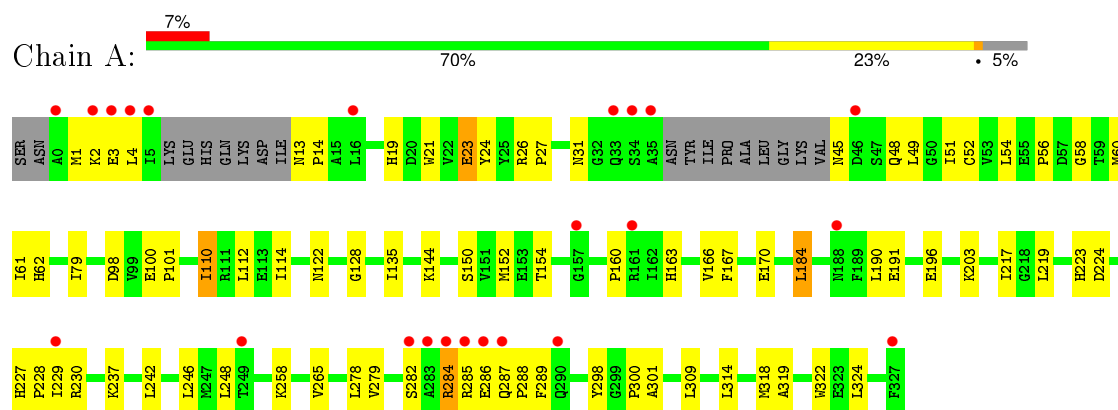 7%
Chain A:
70% 23% • 5%
SER ASN A0 M1 K2 E3 L4 I5 LYS GLU HIS GLN LYS ASP ILE N13 P14 A15 L16 H19 D20 W21 V22 E23 Y24 Y25 R26 P27 N31 G32 Q33 S34 A35 ASN TYR ILE PRO ALA LEU GLY LYS VAL N45 D46 S47 Q48 L49 G50 I51 C52 V53 L54 E55 P56 D57 G58 T59 M60
I61 H62 I79 D98 V99 E100 P101 I110 R111 L112 E113 I114 N122 G128 I135 K144 S150 V151 M152 E153 T154 G157 P160 R161 I162 H163 V166 F167 E170 L184 N188 F189 L190 E191 E196 K203 I217 G218 L219 H223 D224
H227 P228 I229 R230 K237 L242 L246 M247 L248 T249 K258 V265 L278 V279 S282 A283 R284 R285 E286 Q287 P288 F289 Q290 Y298 G299 P300 A301 L309 L314 M318 A319 W322 E323 L324 F327